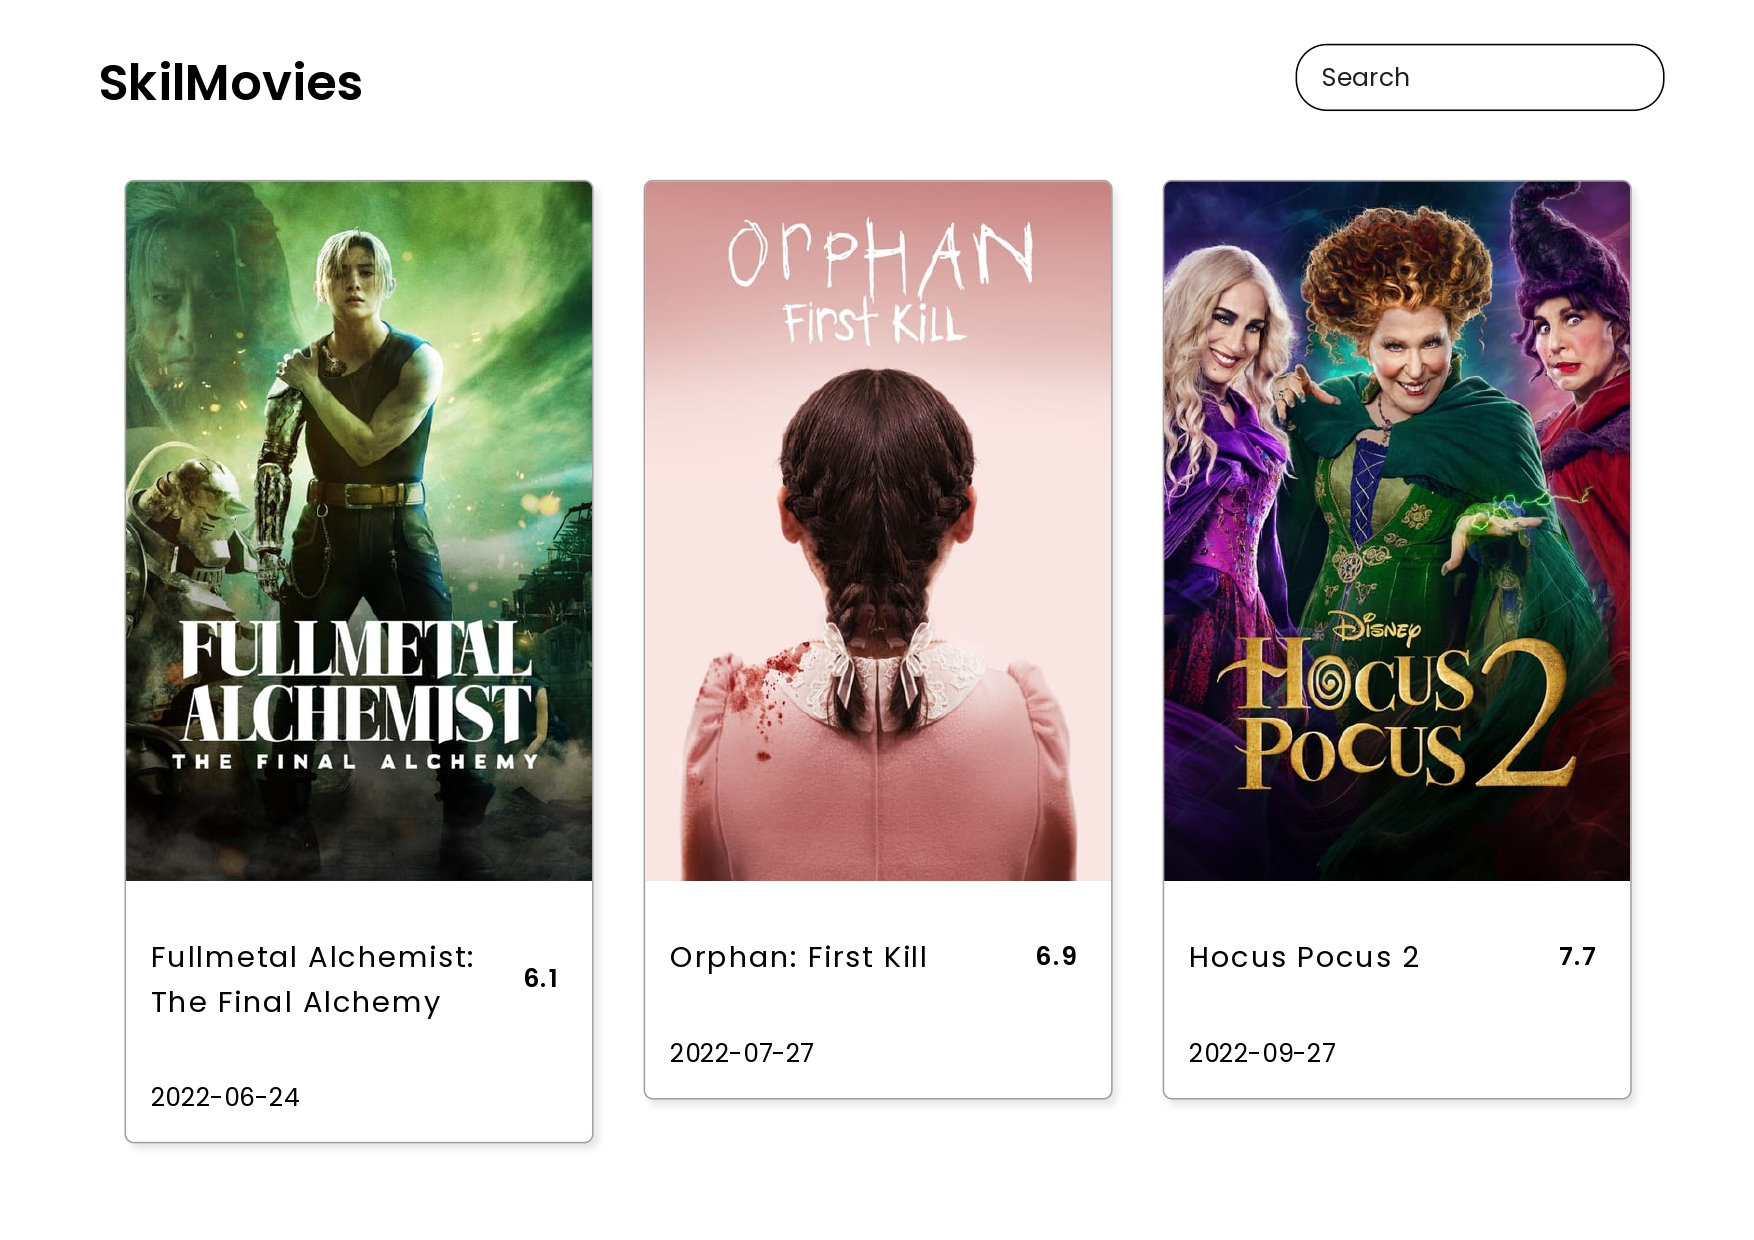 SkilMovies
Search
FULLMETAL
ALCHEMIST
THE FINAL ALCHEMY
OrPHAN
First KiLL
Disney
HOCUS
POCUS 2
Fullmetal Alchemist:
The Final Alchemy
6.1
2022-06-24
Orphan: First Kill
6.9
2022-07-27
Hocus Pocus 2
7.7
2022-09-27